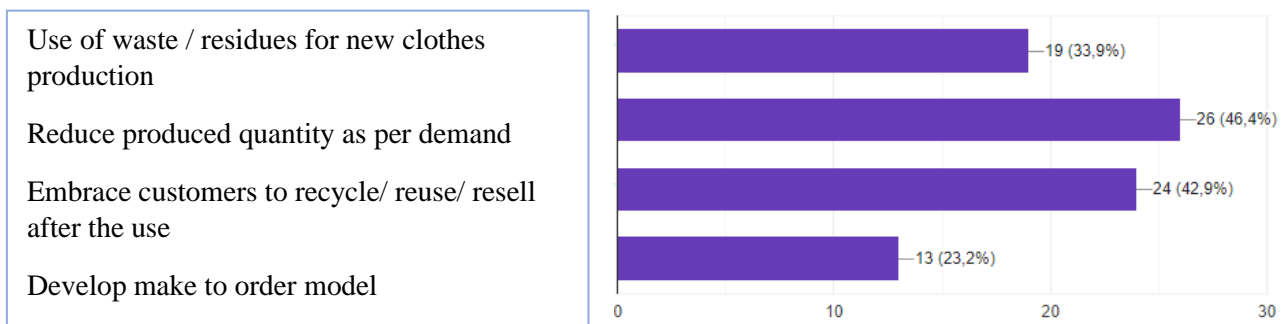 Use of waste / residues for new clothes
production
Reduce produced quantity as per demand
Embrace customers to recycle/ reuse/ resell
after the use
Develop make to order model
19 (33,9%)
26 (46,4%)
24 (42,9%)
13 (23,2%)
0 10 20 30